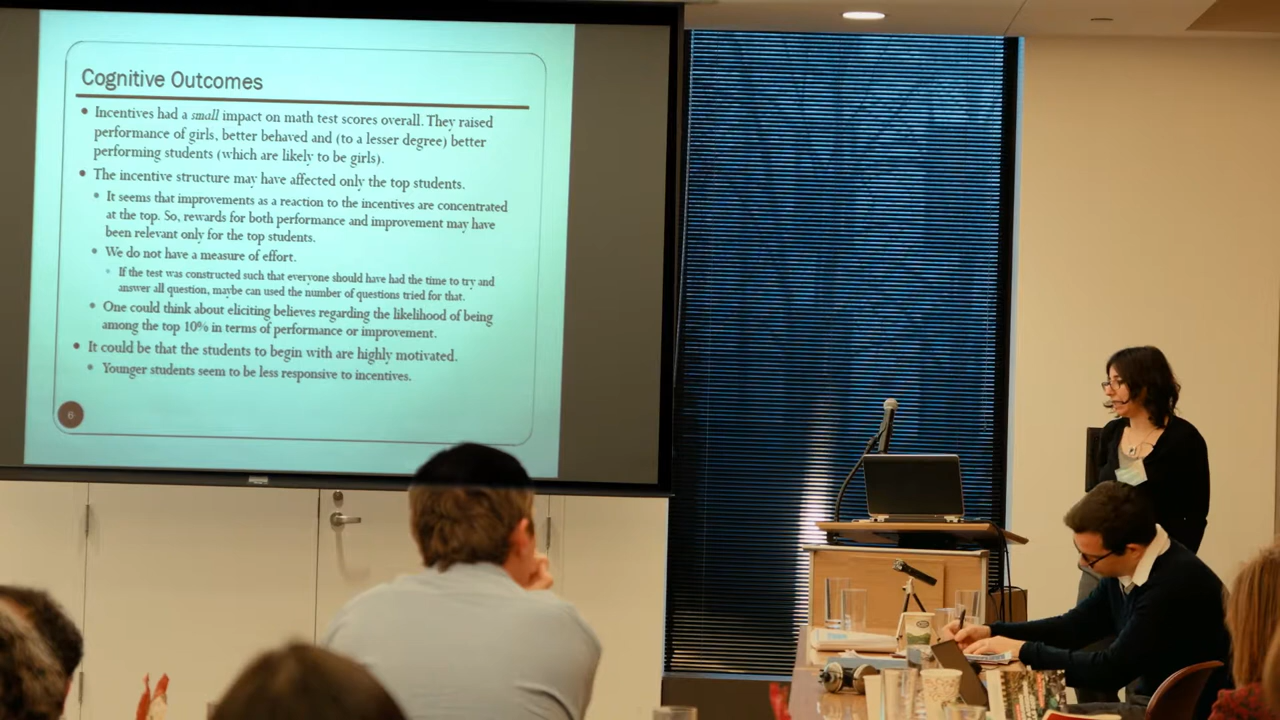 Cognitive Outcomes
• Incentives had a small impact on math test scores overall. They raised
performance of girls, better behaved and (to a lesser degree) better
performing students (which are likely to be girls).
• The incentive structure may have affected only the top students.
• It seems that improvements as a reaction to the incentives are concentrated
at the top. So, rewards for both performance and improvement may have
been relevant only for the top students.
• We do not have a measure of effort.
• If the test was constructed such that everyone should have had the time to try and
answer all question, maybe can used the number of questions tried for that.
• One could think about eliciting believes regarding the likelihood of being
among the top 10% in terms of performance or improvement.
• It could be that the students to begin with are highly motivated.
• Younger students seem to be less responsive to incentives.
6